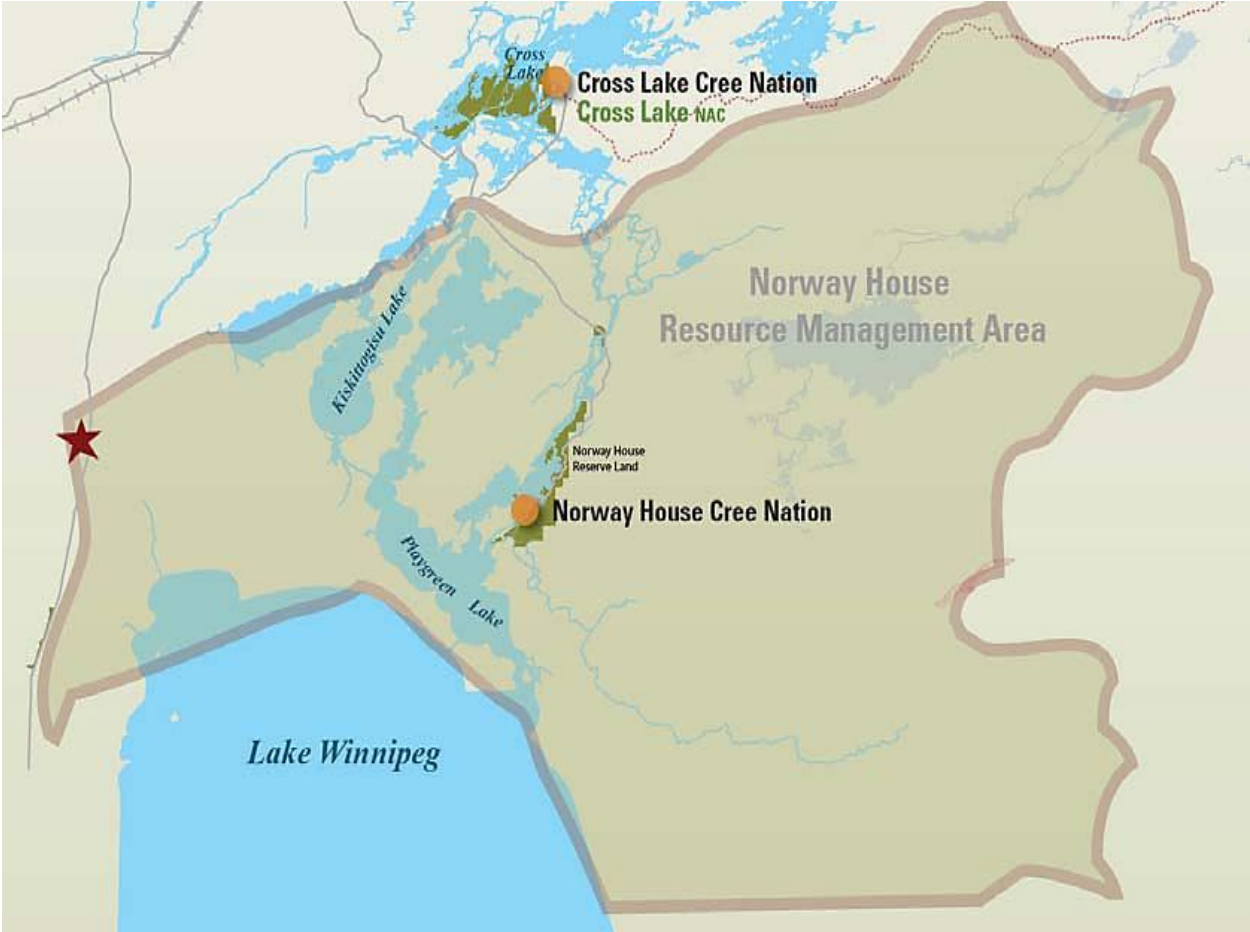 Cross
Lake
Cross Lake Cree Nation
Cross Lake NAC
Norway House
Resource Management Area
Kiskittogisu Lake
Norway House
Reserve Land
Norway House Cree Nation
Playgreen Lake
Lake Winnipeg